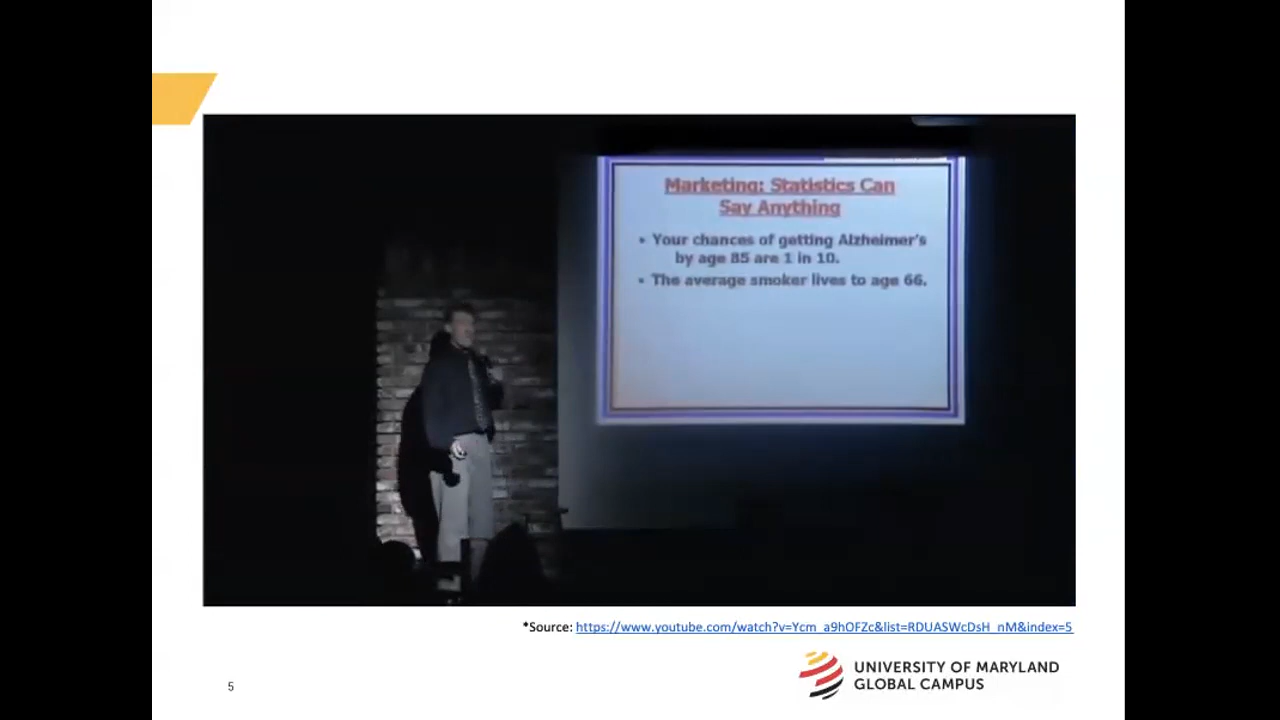 Marketing: Statistics Can
Say Anything
• Your chances of getting Alzheimer's
by age 85 are 1 in 10.
• The average smoker lives to age 66.
*Source: https://www.youtube.com/watch?v=Ycm_a9hOFZc&list=RDUASWcDsH_nM&index=5
5
UNIVERSITY OF MARYLAND
GLOBAL CAMPUS